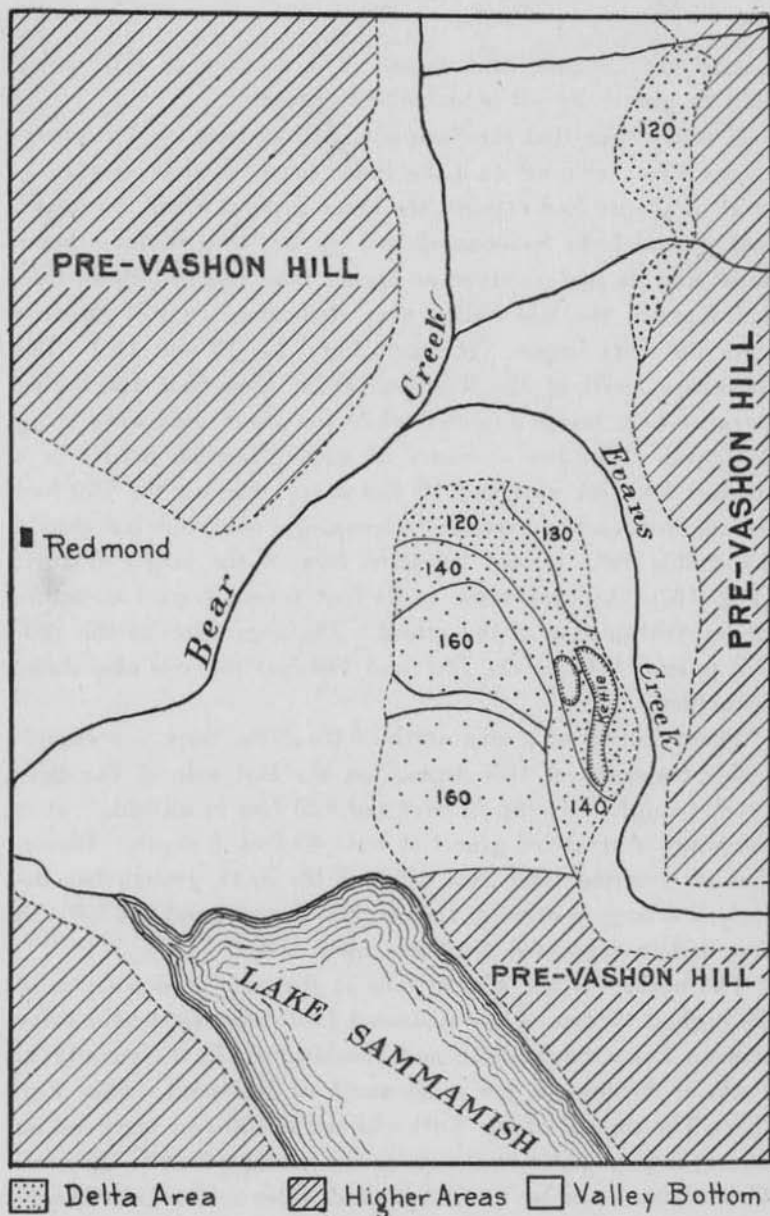 120
PRE-VASHON HILL
Creek
PRE-VASHON HILL
Evans
Redmond
120
130
140
Bear
160
Kettle
Creek
160
140
PRE-VASHON HILL
LAKE SAMMAMISH
Delta Area
Higher Areas
Valley Bottom